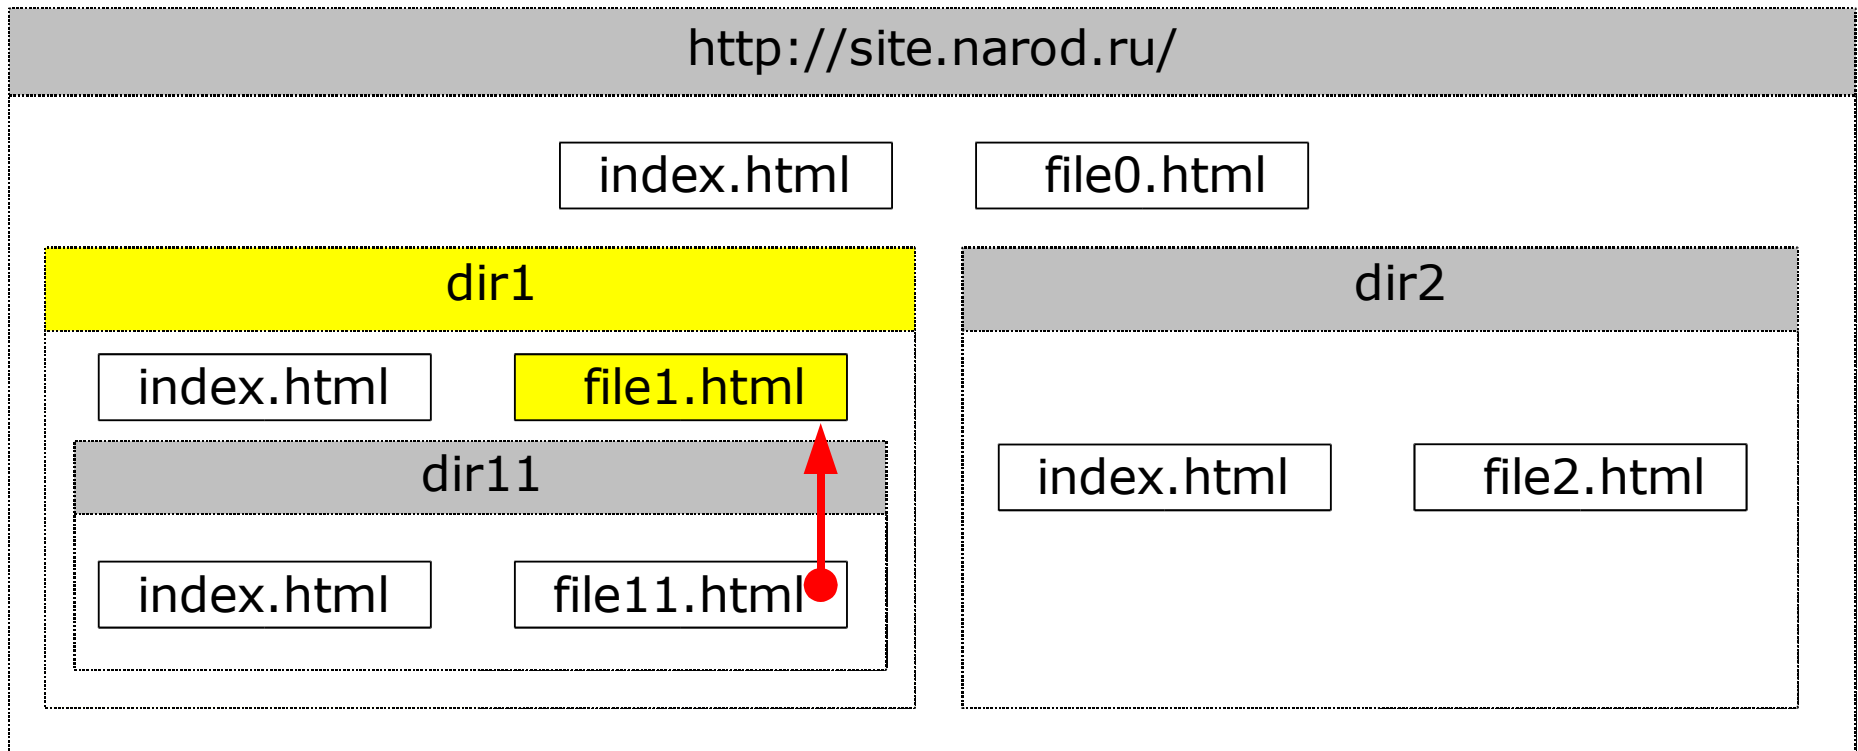 http://site.narod.ru/
index.html
file0.html
dir1
index.html
file1.html
dir11
index.html
file11.html
dir2
index.html
file2.html